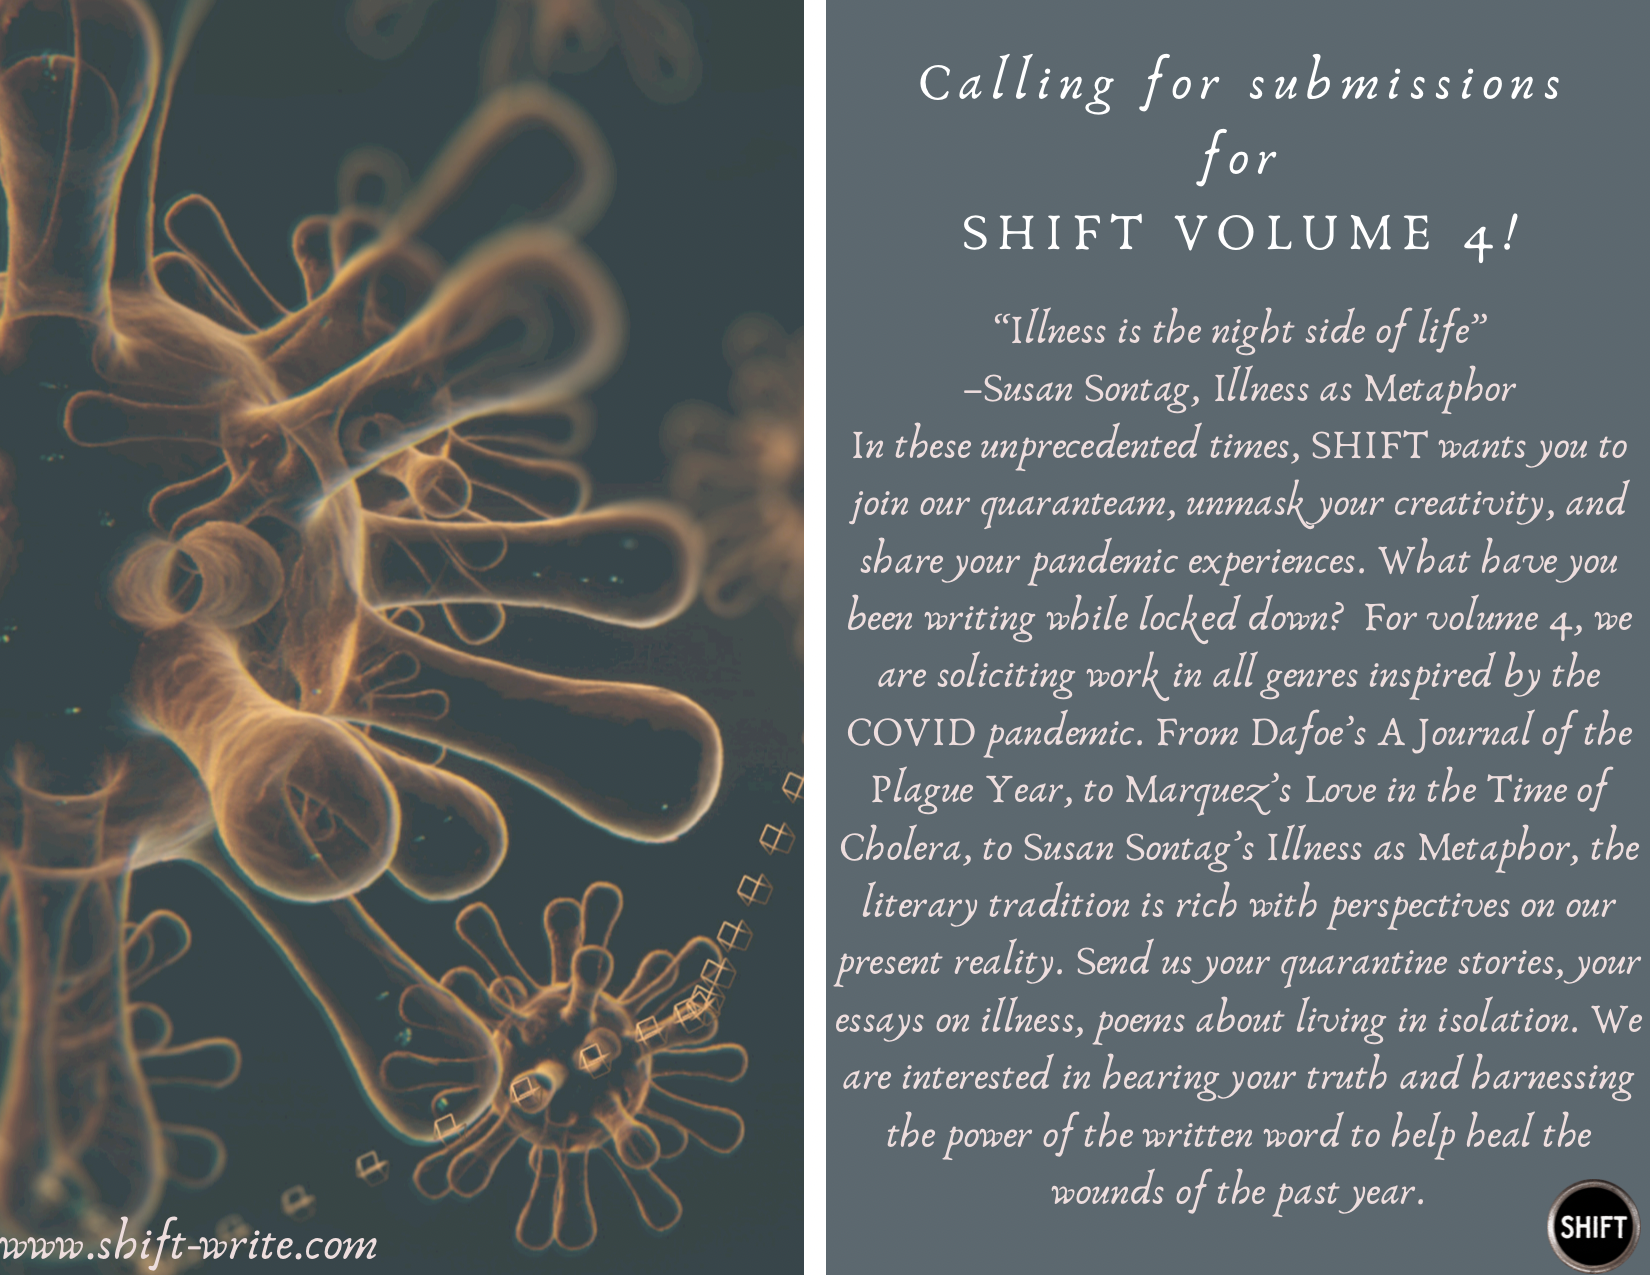 Calling for submissions
for
SHIFT VOLUME 4!
“Illness is the night side of life”
–Susan Sontag, Illness as Metaphor
In these unprecedented times, SHIFT wants you to
join our quaranteam, unmask your creativity, and
share your pandemic experiences. What have you
been writing while locked down?  For volume 4, we
are soliciting work in all genres inspired by the
COVID pandemic. From Dafoe’s A Journal of the
Plague Year, to Marquez’s Love in the Time of
Cholera, to Susan Sontag’s Illness as Metaphor, the
literary tradition is rich with perspectives on our
present reality. Send us your quarantine stories, your
essays on illness, poems about living in isolation. We
are interested in hearing your truth and harnessing
the power of the written word to help heal the
wounds of the past year.
www.shift-write.com
SHIFT